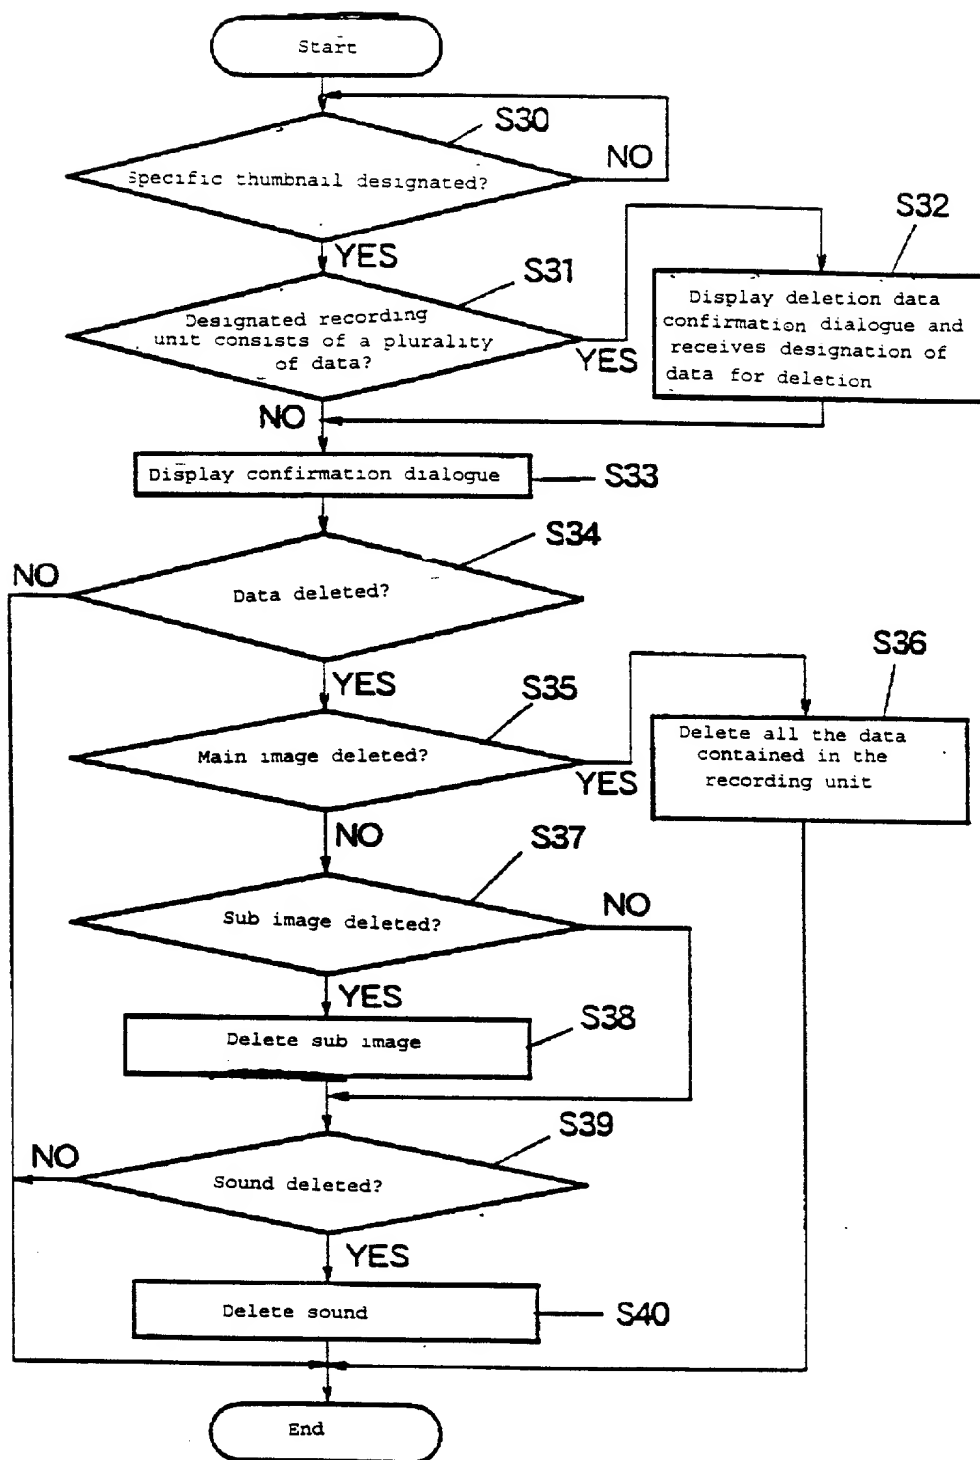 Start
S30
NO
Specific thumbnail designated?
YES
S31
S32
Designated recording
unit consists of a plurality
of data?
YES
Display deletion data
confirmation dialogue and
receives designation of
data for deletion
NO
Display confirmation dialogue
S33
S34
NO
Data deleted?
YES
S35
S36
Main image deleted?
YES
Delete all the data
contained in the
recording unit
NO
S37
Sub image deleted?
NO
YES
S38
Delete sub image
S39
NO
Sound deleted?
YES
Delete sound
S40
End